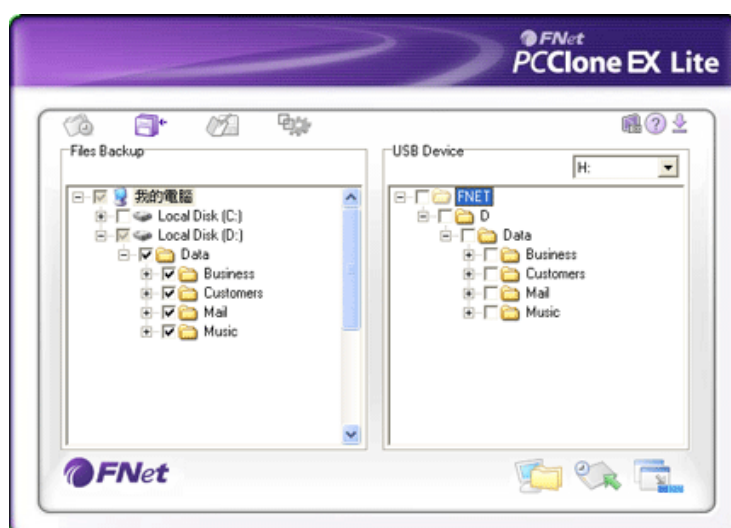 FNet
PCClone EX Lite
Files Backup
USB Device
H:
我的電腦
Local Disk (C:)
Local Disk (D:)
Data
Business
Customers
Mail
Music
FNET
D
Data
Business
Customers
Mail
Music
FNet